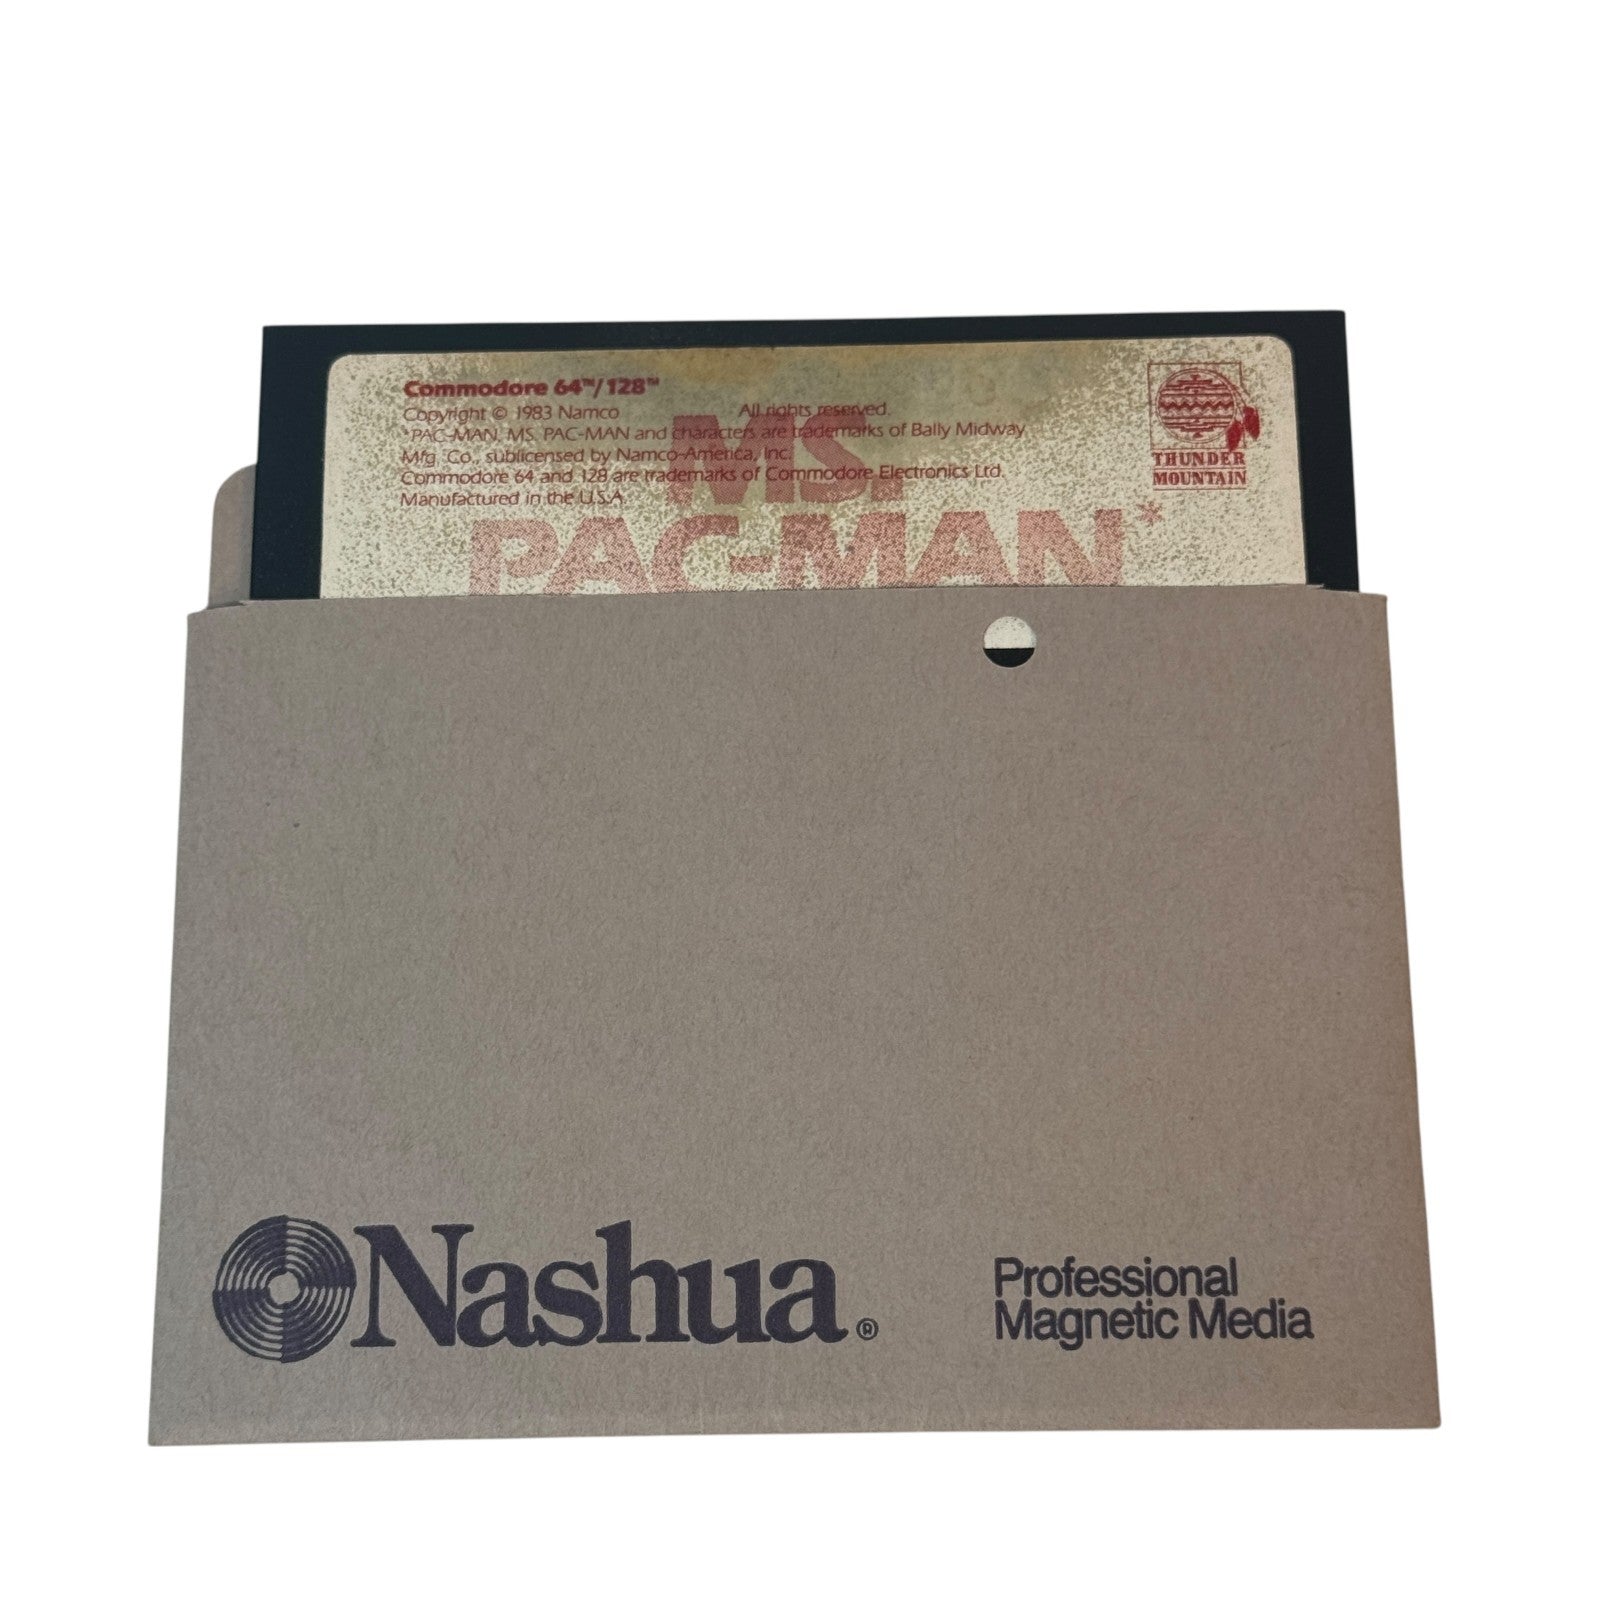 Commodore 64™/128™
Copyright © 1983 Namco All rights reserved.
*PAC-MAN, MS. PAC-MAN and characters are trademarks of Bally Midway
Mfg. Co., sublicensed by Namco-America, Inc.
Commodore 64 and 128 are trademarks of Commodore Electronics Ltd.
Manufactured in the U.S.A.
THUNDER
MOUNTAIN
MS.
PAC-MAN*
Nashua®
Professional
Magnetic Media